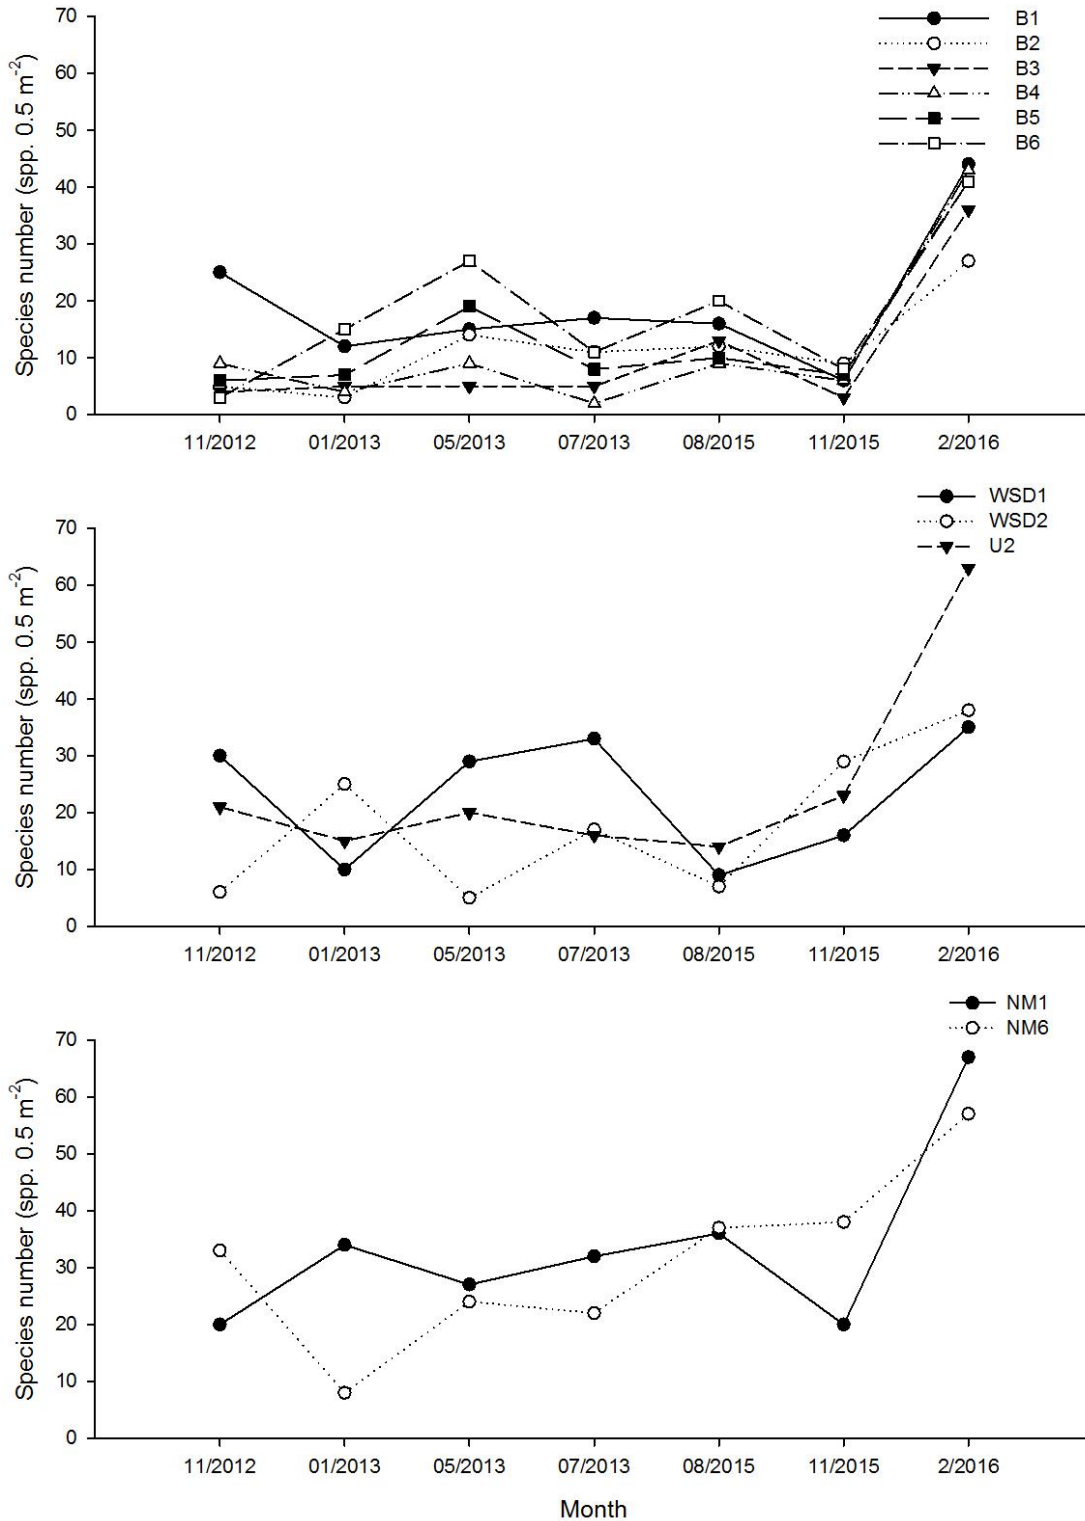 70
60
50
40
30
20
10
0
Species number (spp. 0.5 m⁻²)
B1
B2
B3
B4
B5
B6
11/2012 01/2013 05/2013 07/2013 08/2015 11/2015 2/2016
WSD1
WSD2
U2
70
60
50
40
30
20
10
0
Species number (spp. 0.5 m⁻²)
11/2012 01/2013 05/2013 07/2013 08/2015 11/2015 2/2016
NM1
NM6
70
60
50
40
30
20
10
0
Species number (spp. 0.5 m⁻²)
11/2012 01/2013 05/2013 07/2013 08/2015 11/2015 2/2016
Month